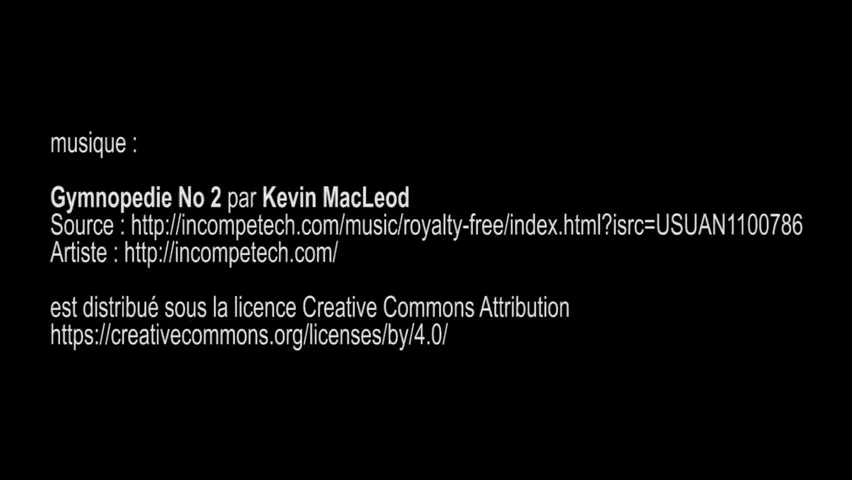 musique :
Gymnopedie No 2 par Kevin MacLeod
Source : http://incompetech.com/music/royalty-free/index.html?isrc=USUAN1100786
Artiste : http://incompetech.com/
est distribué sous la licence Creative Commons Attribution
https://creativecommons.org/licenses/by/4.0/